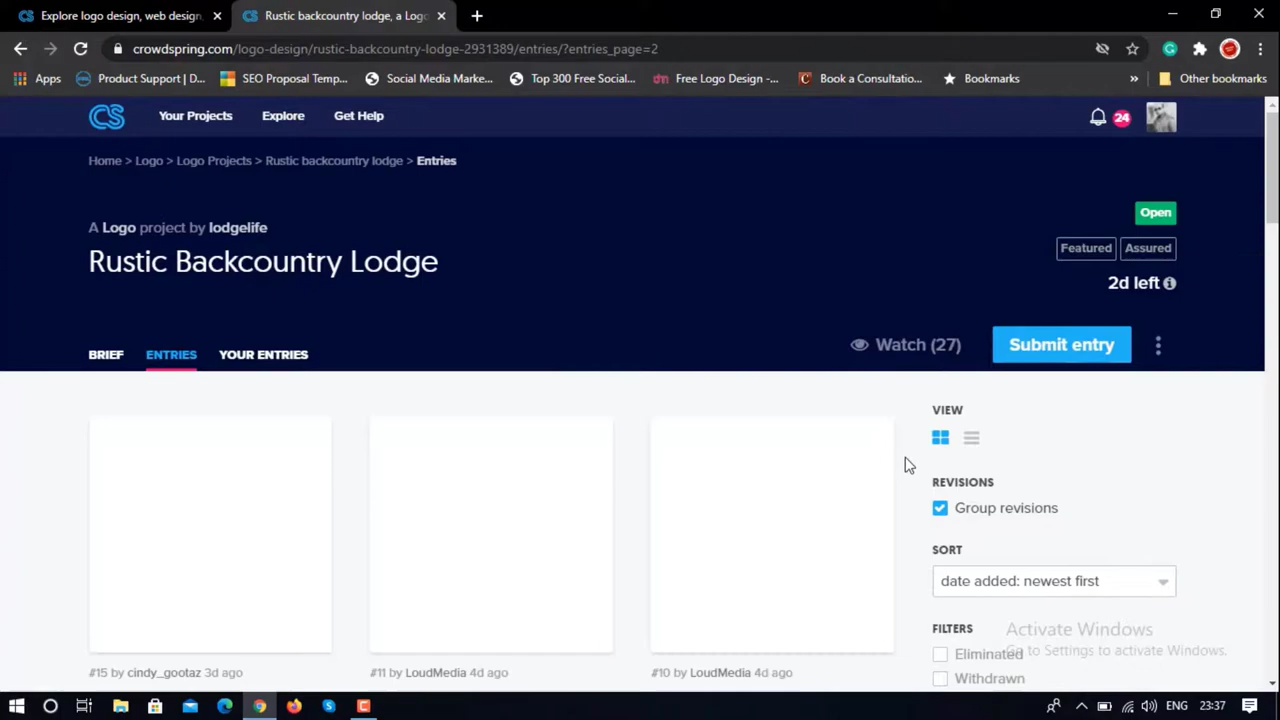 Explore logo design, web design,
Rustic backcountry lodge, a Logo
crowdspring.com/logo-design/rustic-backcountry-lodge-2931389/entries/?entries_page=2
Apps
Product Support | D...
SEO Proposal Temp...
Social Media Marke...
Top 300 Free Social...
Free Logo Design -...
Book a Consultatio...
Bookmarks
»
Other bookmarks
CS
Your Projects
Explore
Get Help
24
Home > Logo > Logo Projects > Rustic backcountry lodge > Entries
Open
A Logo project by lodgelife
Rustic Backcountry Lodge
Featured
Assured
2d left
BRIEF
ENTRIES
YOUR ENTRIES
Watch (27)
Submit entry
VIEW
REVISIONS
Group revisions
SORT
date added: newest first
FILTERS
Activate Windows
Go to Settings to activate Windows.
Eliminated
Withdrawn
#15 by cindy_gootaz 3d ago
#11 by LoudMedia 4d ago
#10 by LoudMedia 4d ago
ENG
23:37